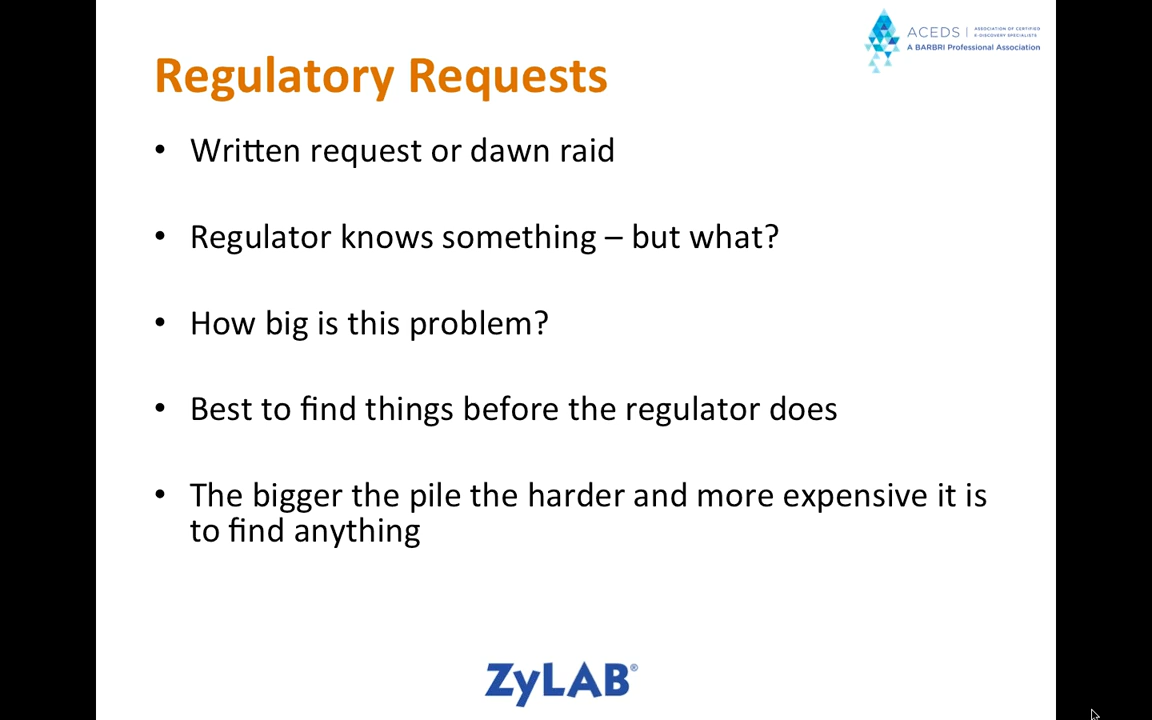 ACEDS | ASSOCIATION OF CERTIFIED
E-DISCOVERY SPECIALISTS
A BARBRI Professional Association
Regulatory Requests
• Written request or dawn raid
• Regulator knows something – but what?
• How big is this problem?
• Best to find things before the regulator does
• The bigger the pile the harder and more expensive it is
to find anything
ZyLAB®